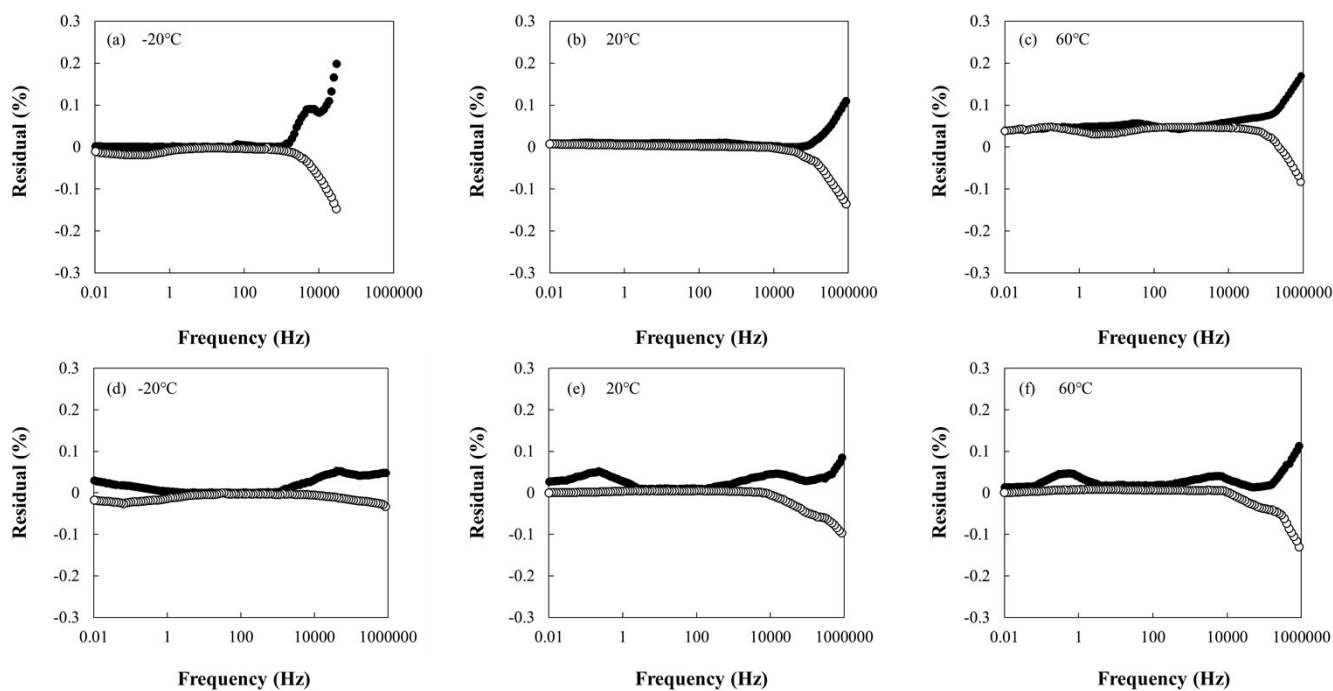 (a) -20℃
0.3
0.2
0.1
0
-0.1
-0.2
-0.3
Residual (%)
0.01 1 100 10000 1000000
Frequency (Hz)
(b) 20℃
0.3
0.2
0.1
0
-0.1
-0.2
-0.3
Residual (%)
0.01 1 100 10000 1000000
Frequency (Hz)
(c) 60℃
0.3
0.2
0.1
0
-0.1
-0.2
-0.3
Residual (%)
0.01 1 100 10000 1000000
Frequency (Hz)
(d) -20℃
0.3
0.2
0.1
0
-0.1
-0.2
-0.3
Residual (%)
0.01 1 100 10000 1000000
Frequency (Hz)
(e) 20℃
0.3
0.2
0.1
0
-0.1
-0.2
-0.3
Residual (%)
0.01 1 100 10000 1000000
Frequency (Hz)
(f) 60℃
0.3
0.2
0.1
0
-0.1
-0.2
-0.3
Residual (%)
0.01 1 100 10000 1000000
Frequency (Hz)